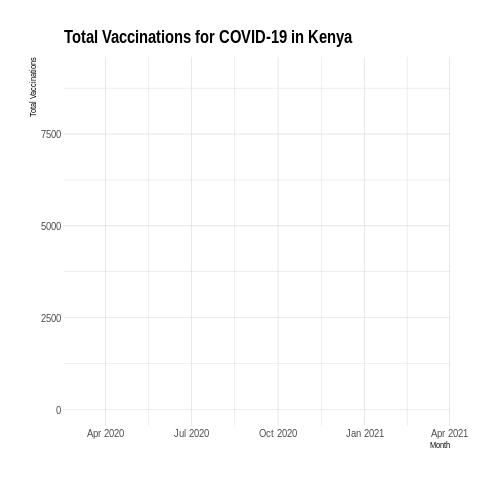 Total Vaccinations for COVID-19 in Kenya
Total Vaccinations
7500
5000
2500
0
Apr 2020 Jul 2020 Oct 2020 Jan 2021 Apr 2021
Month